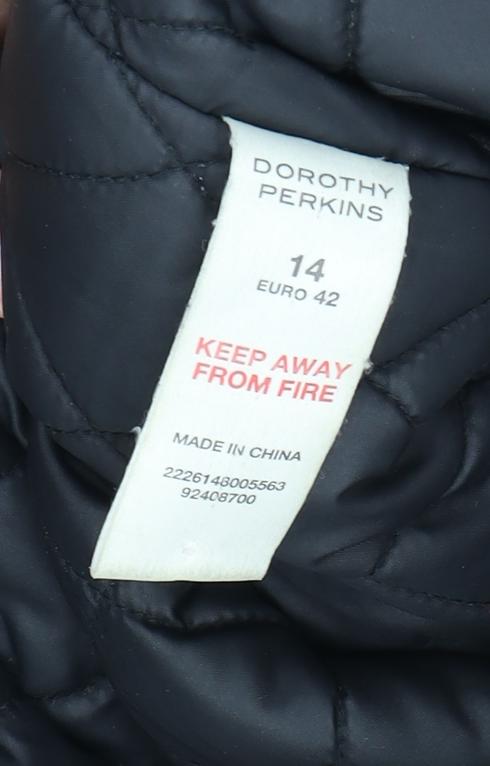 DOROTHY
PERKINS
14
EURO 42
KEEP AWAY
FROM FIRE
MADE IN CHINA
2226148005563
92408700